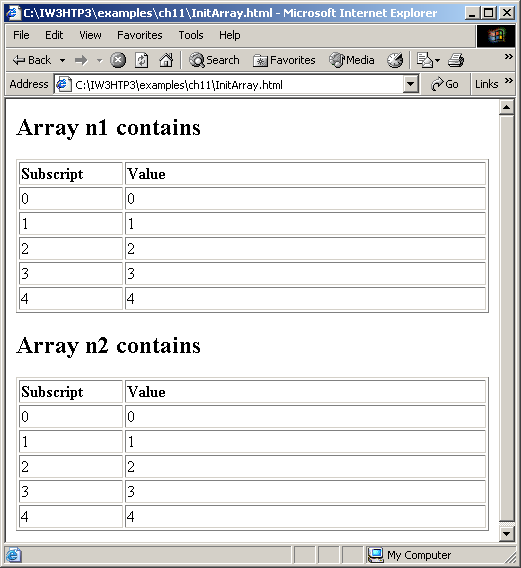 C:\IW3HTP3\examples\ch11\InitArray.html - Microsoft Internet Explorer
File Edit View Favorites Tools Help
Back Search Favorites Media »
Address C:\IW3HTP3\examples\ch11\InitArray.html Go Links »
Array n1 contains
Subscript Value
0 0
1 1
2 2
3 3
4 4
Array n2 contains
Subscript Value
0 0
1 1
2 2
3 3
4 4
My Computer